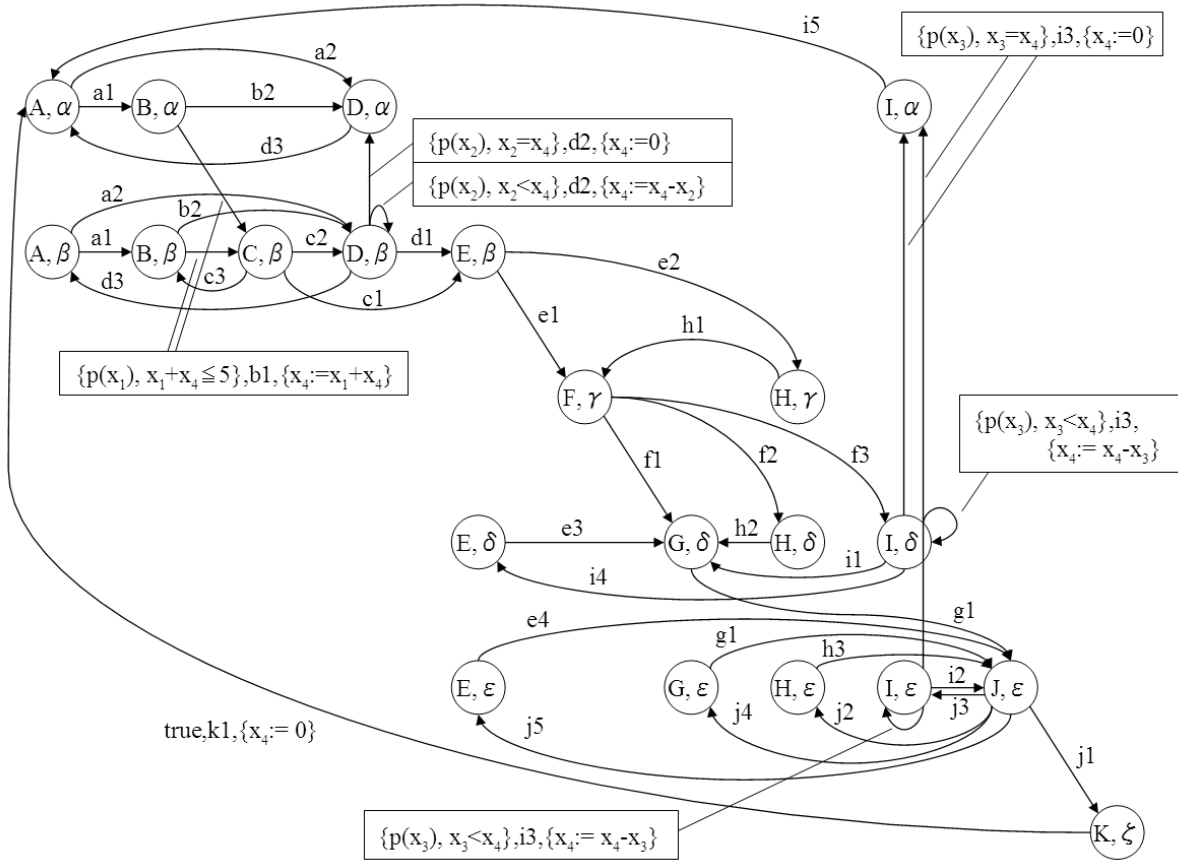 i5
{p(x₃), x₃=x₄},i3,{x₄:=0}
a2
A, α
a1
B, α
b2
D, α
I, α
d3
{p(x₂), x₂=x₄},d2,{x₄:=0}
{p(x₂), x₂<x₄},d2,{x₄:=x₄-x₂}
a2
b2
A, β
a1
B, β
C, β
c2
D, β
d1
E, β
d3
c3
c1
e2
e1
h1
{p(x₁), x₁+x₄≦5},b1,{x₄:=x₁+x₄}
F, γ
H, γ
{p(x₃), x₃<x₄},i3,
{x₄:= x₄-x₃}
f1
f2
f3
E, δ
e3
G, δ
h2
H, δ
I, δ
i4
i1
g1
e4
g1
h3
E, ε
G, ε
H, ε
I, ε
i2
J, ε
j3
j5
j4
j2
true,k1,{x₄:= 0}
j1
{p(x₃), x₃<x₄},i3,{x₄:= x₄-x₃}
K, ζ